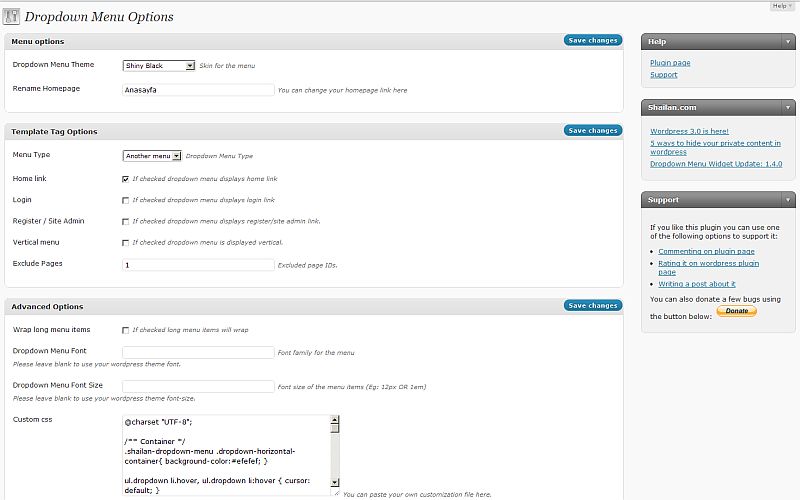 Help
Dropdown Menu Options
Menu options
Save changes
Dropdown Menu Theme
Shiny Black
Skin for the menu
Rename Homepage
Anasayfa
You can change your homepage link here
Template Tag Options
Save changes
Menu Type
Another menu
Dropdown Menu Type
Home link
If checked dropdown menu displays home link
Login
If checked dropdown menu displays login link
Register / Site Admin
If checked dropdown menu displays register/site admin link.
Vertical menu
If checked dropdown menu is displayed vertical.
Exclude Pages
1
Excluded page IDs.
Advanced Options
Save changes
Wrap long menu items
If checked long menu items will wrap
Dropdown Menu Font
Font family for the menu
Please leave blank to use your wordpress theme font.
Dropdown Menu Font Size
Font size of the menu items (Eg: 12px OR 1em)
Please leave blank to use your wordpress theme font-size.
Custom css
@charset "UTF-8";
/** Container */
.shailan-dropdown-menu .dropdown-horizontal-
container{ background-color:#efefef; }
ul.dropdown li.hover, ul.dropdown li:hover { cursor:
default; }
You can paste your own customization file here.
Help
Plugin page
Support
Shailan.com
Wordpress 3.0 is here!
5 ways to hide your private content in
wordpress
Dropdown Menu Widget Update: 1.4.0
Support
If you like this plugin you can use one
of the following options to support it:
• Commenting on plugin page
• Rating it on wordpress plugin
page
• Writing a post about it
You can also donate a few bugs using
the button below: Donate